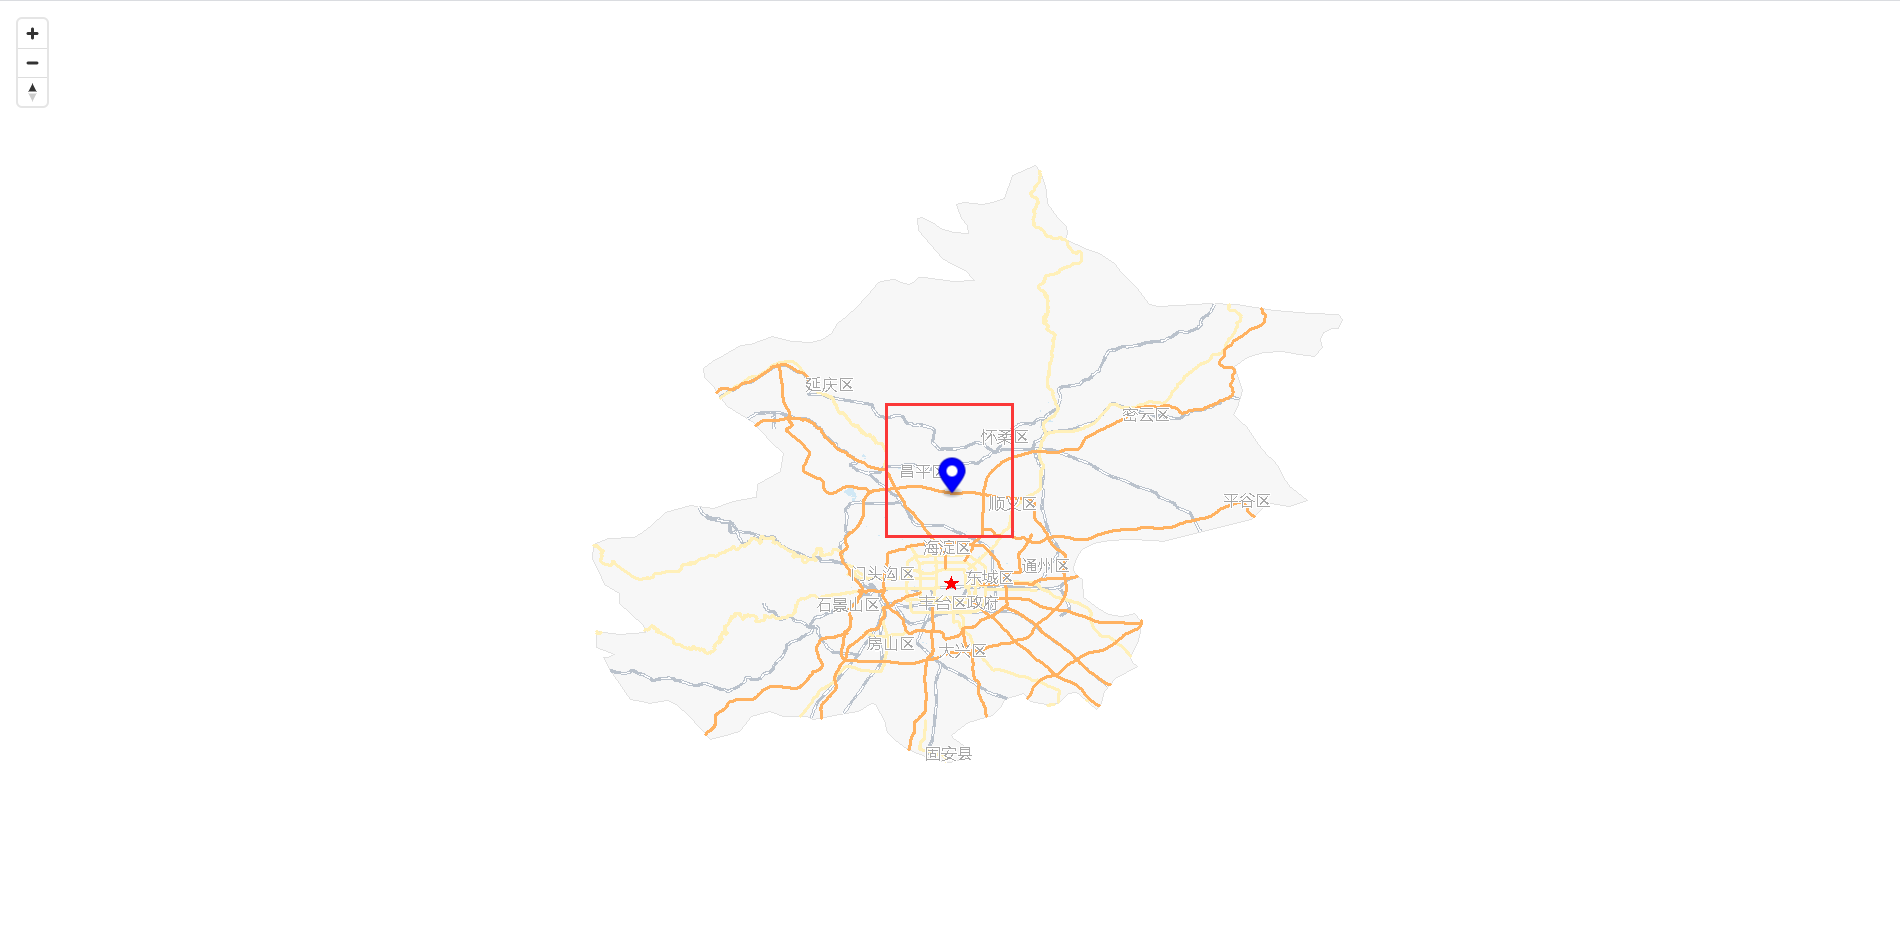 延庆区
密云区
怀柔区
昌平区
平谷区
顺义区
海淀区
通州区
门头沟区
东城区
石景山区
丰台区政府
房山区
大兴区
固安县